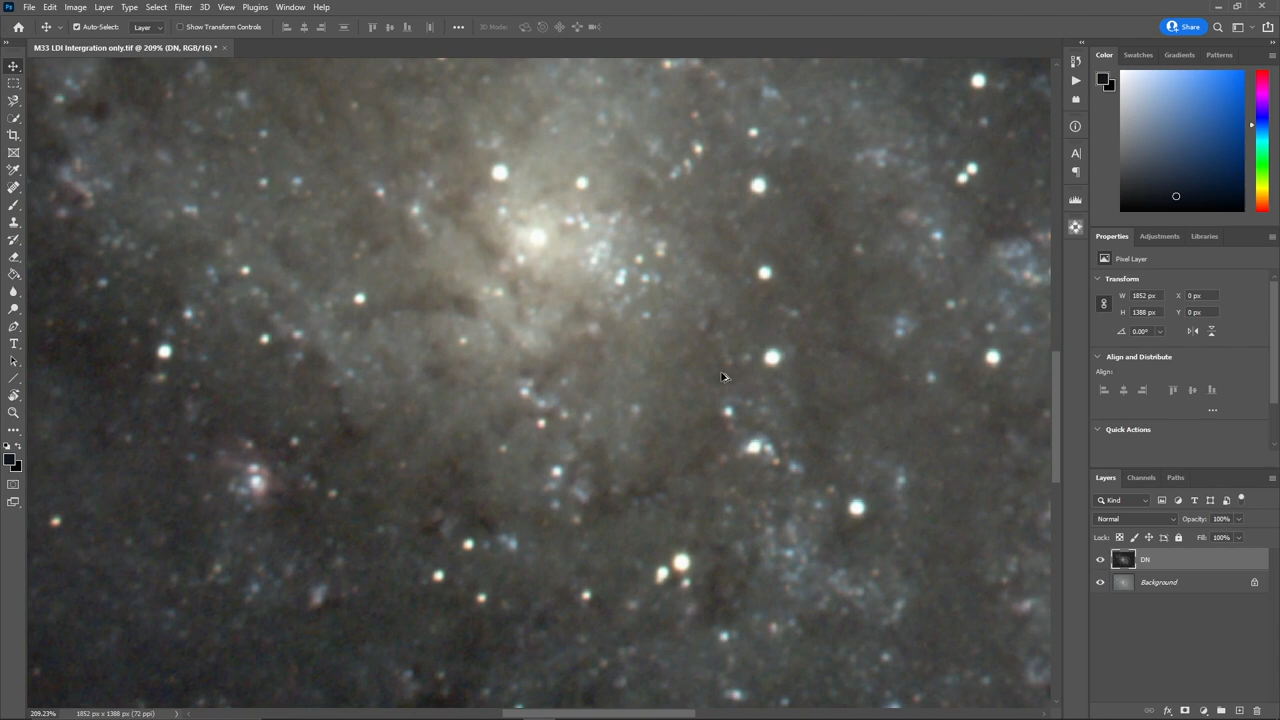 Ps File Edit Image Layer Type Select Filter 3D View Plugins Window Help
Auto-Select: Layer Show Transform Controls 3D Mode: Share
M33 LDI Intergration only.tif @ 209% (DN, RGB/16) *
Color Swatches Gradients Patterns
Properties Adjustments Libraries
Pixel Layer
Transform
W 1852 px X 0 px
H 1388 px Y 0 px
0.00°
Align and Distribute
Align:
Quick Actions
Layers Channels Paths
Kind
Normal Opacity: 100%
Lock: Fill: 100%
DN
Background
209.23% 1852 px x 1388 px (72 ppi)